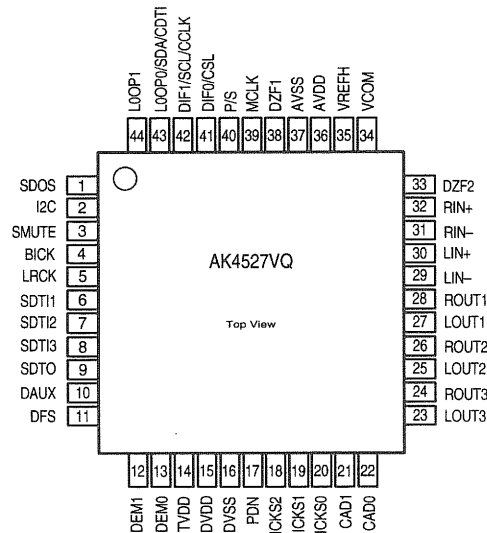 LOOP1
LOOP0/SDA/CDTI
DIF1/SCL/CCLK
DIF0/CSL
P/S
MCLK
DZF1
AVSS
AVDD
VREFH
VCOM
44 43 42 41 40 39 38 37 36 35 34
SDOS 1
I2C 2
SMUTE 3
BICK 4
LRCK 5
SDTI1 6
SDTI2 7
SDTI3 8
SDTO 9
DAUX 10
DFS 11
AK4527VQ
Top View
33 DZF2
32 RIN+
31 RIN−
30 LIN+
29 LIN−
28 ROUT1
27 LOUT1
26 ROUT2
25 LOUT2
24 ROUT3
23 LOUT3
12 13 14 15 16 17 18 19 20 21 22
DEM1
DEM0
TVDD
DVDD
DVSS
PDN
ICKS2
ICKS1
ICKS0
CAD1
CAD0